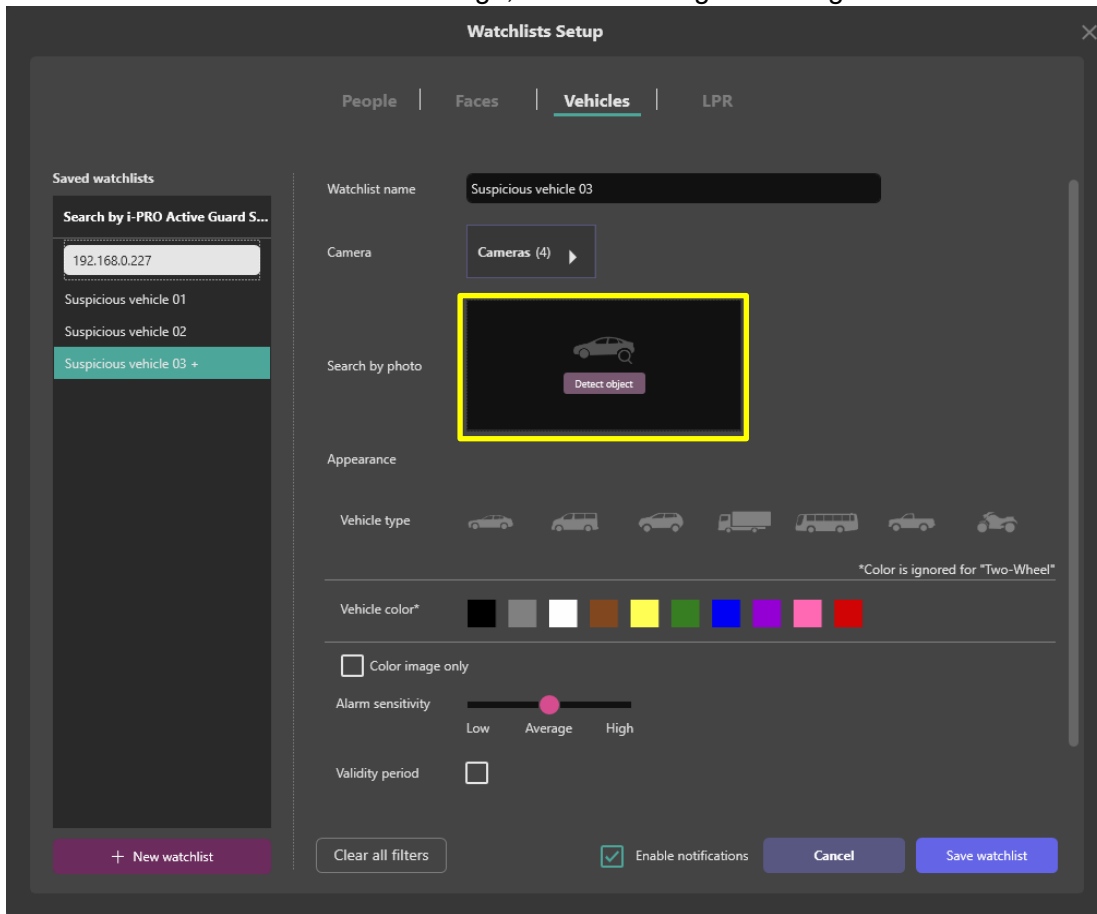 Watchlists Setup
People
Faces
Vehicles
LPR
Saved watchlists
Search by i-PRO Active Guard S...
192.168.0.227
Suspicious vehicle 01
Suspicious vehicle 02
Suspicious vehicle 03 +
+ New watchlist
Watchlist name
Suspicious vehicle 03
Camera
Cameras (4)
Search by photo
Detect object
Appearance
Vehicle type
*Color is ignored for "Two-Wheel"
Vehicle color*
Color image only
Alarm sensitivity
Low Average High
Validity period
Clear all filters
Enable notifications
Cancel
Save watchlist